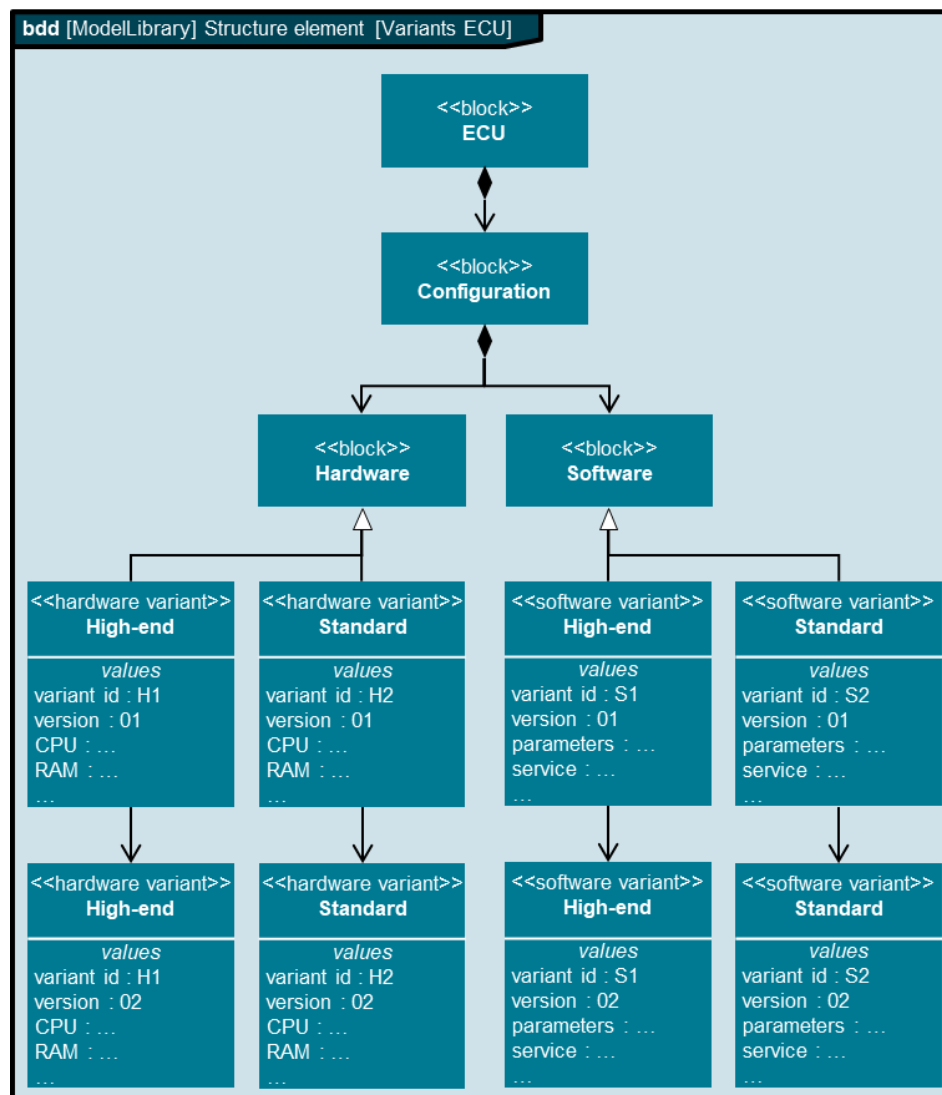 bdd [ModelLibrary] Structure element [Variants ECU]
<<block>>
ECU
<<block>>
Configuration
<<block>>
Hardware
<<block>>
Software
<<hardware variant>>
High-end
values
variant id : H1
version : 01
CPU : ...
RAM : ...
...
<<hardware variant>>
Standard
values
variant id : H2
version : 01
CPU : ...
RAM : ...
...
<<software variant>>
High-end
values
variant id : S1
version : 01
parameters : ...
service : ...
...
<<software variant>>
Standard
values
variant id : S2
version : 01
parameters : ...
service : ...
...
<<hardware variant>>
High-end
values
variant id : H1
version : 02
CPU : ...
RAM : ...
...
<<hardware variant>>
Standard
values
variant id : H2
version : 02
CPU : ...
RAM : ...
...
<<software variant>>
High-end
values
variant id : S1
version : 02
parameters : ...
service : ...
...
<<software variant>>
Standard
values
variant id : S2
version : 02
parameters : ...
service : ...
...